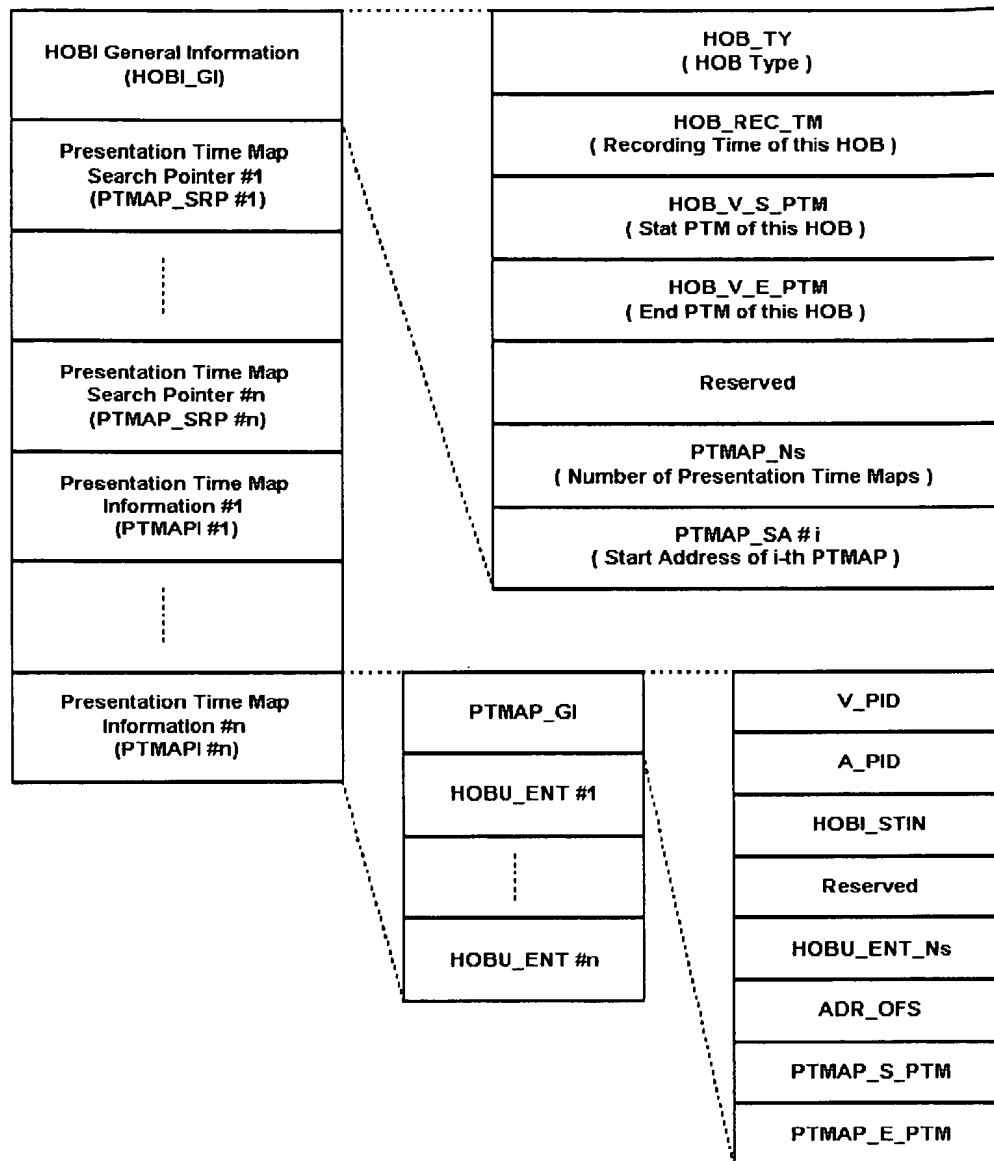 HOBI General Information
(HOBI_GI)
Presentation Time Map
Search Pointer #1
(PTMAP_SRP #1)
Presentation Time Map
Search Pointer #n
(PTMAP_SRP #n)
Presentation Time Map
Information #1
(PTMAPI #1)
Presentation Time Map
Information #n
(PTMAPI #n)
HOB_TY
( HOB Type )
HOB_REC_TM
( Recording Time of this HOB )
HOB_V_S_PTM
( Stat PTM of this HOB )
HOB_V_E_PTM
( End PTM of this HOB )
Reserved
PTMAP_Ns
( Number of Presentation Time Maps )
PTMAP_SA # i
( Start Address of i-th PTMAP )
PTMAP_GI
HOBU_ENT #1
HOBU_ENT #n
V_PID
A_PID
HOBI_STIN
Reserved
HOBU_ENT_Ns
ADR_OFS
PTMAP_S_PTM
PTMAP_E_PTM